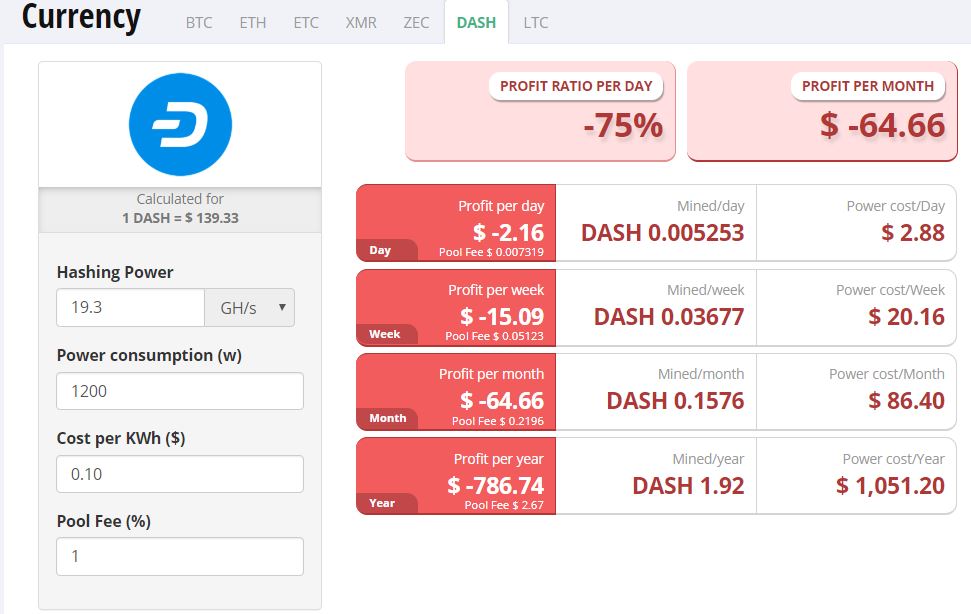 Currency
BTC ETH ETC XMR ZEC DASH LTC
Calculated for
1 DASH = $ 139.33
Hashing Power
19.3 GH/s
Power consumption (w)
1200
Cost per KWh ($)
0.10
Pool Fee (%)
1
PROFIT RATIO PER DAY
-75%
PROFIT PER MONTH
$ -64.66
Day
Profit per day
$ -2.16
Pool Fee $ 0.007319
Mined/day
DASH 0.005253
Power cost/Day
$ 2.88
Week
Profit per week
$ -15.09
Pool Fee $ 0.05123
Mined/week
DASH 0.03677
Power cost/Week
$ 20.16
Month
Profit per month
$ -64.66
Pool Fee $ 0.2196
Mined/month
DASH 0.1576
Power cost/Month
$ 86.40
Year
Profit per year
$ -786.74
Pool Fee $ 2.67
Mined/year
DASH 1.92
Power cost/Year
$ 1,051.20